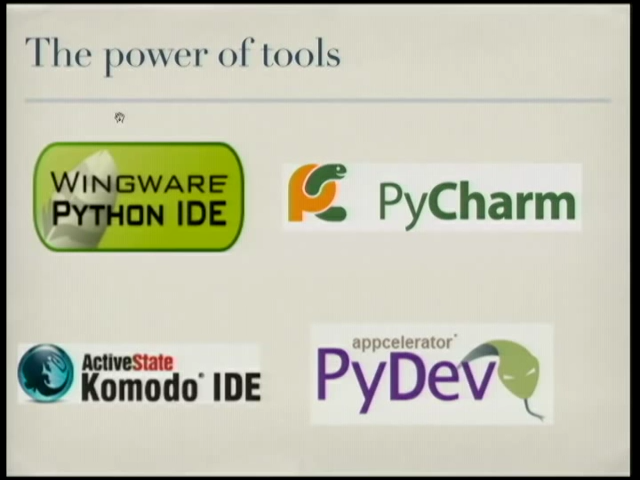 The power of tools
WINGWARE
PYTHON IDE
PyCharm
ActiveState
Komodo IDE
appcelerator
PyDev